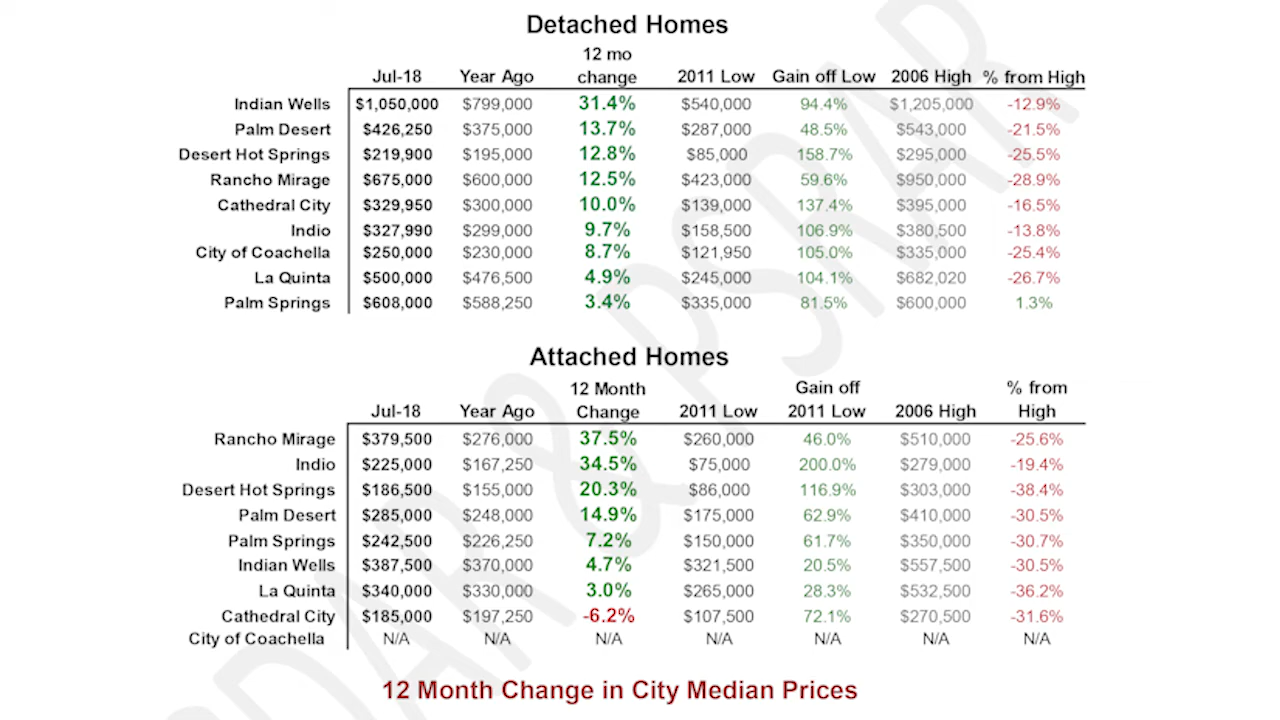 Detached Homes
12 mo
Jul-18 Year Ago change 2011 Low Gain off Low 2006 High % from High
Indian Wells $1,050,000 $799,000 31.4% $540,000 94.4% $1,205,000 -12.9%
Palm Desert $426,250 $375,000 13.7% $287,000 48.5% $543,000 -21.5%
Desert Hot Springs $219,900 $195,000 12.8% $85,000 158.7% $295,000 -25.5%
Rancho Mirage $675,000 $600,000 12.5% $423,000 59.6% $950,000 -28.9%
Cathedral City $329,950 $300,000 10.0% $139,000 137.4% $395,000 -16.5%
Indio $327,990 $299,000 9.7% $158,500 106.9% $380,500 -13.8%
City of Coachella $250,000 $230,000 8.7% $121,950 105.0% $335,000 -25.4%
La Quinta $500,000 $476,500 4.9% $245,000 104.1% $682,020 -26.7%
Palm Springs $608,000 $588,250 3.4% $335,000 81.5% $600,000 1.3%
Attached Homes
12 Month Gain off % from
Jul-18 Year Ago Change 2011 Low 2011 Low 2006 High High
Rancho Mirage $379,500 $276,000 37.5% $260,000 46.0% $510,000 -25.6%
Indio $225,000 $167,250 34.5% $75,000 200.0% $279,000 -19.4%
Desert Hot Springs $186,500 $155,000 20.3% $86,000 116.9% $303,000 -38.4%
Palm Desert $285,000 $248,000 14.9% $175,000 62.9% $410,000 -30.5%
Palm Springs $242,500 $226,250 7.2% $150,000 61.7% $350,000 -30.7%
Indian Wells $387,500 $370,000 4.7% $321,500 20.5% $557,500 -30.5%
La Quinta $340,000 $330,000 3.0% $265,000 28.3% $532,500 -36.2%
Cathedral City $185,000 $197,250 -6.2% $107,500 72.1% $270,500 -31.6%
City of Coachella N/A N/A N/A N/A N/A N/A N/A
12 Month Change in City Median Prices